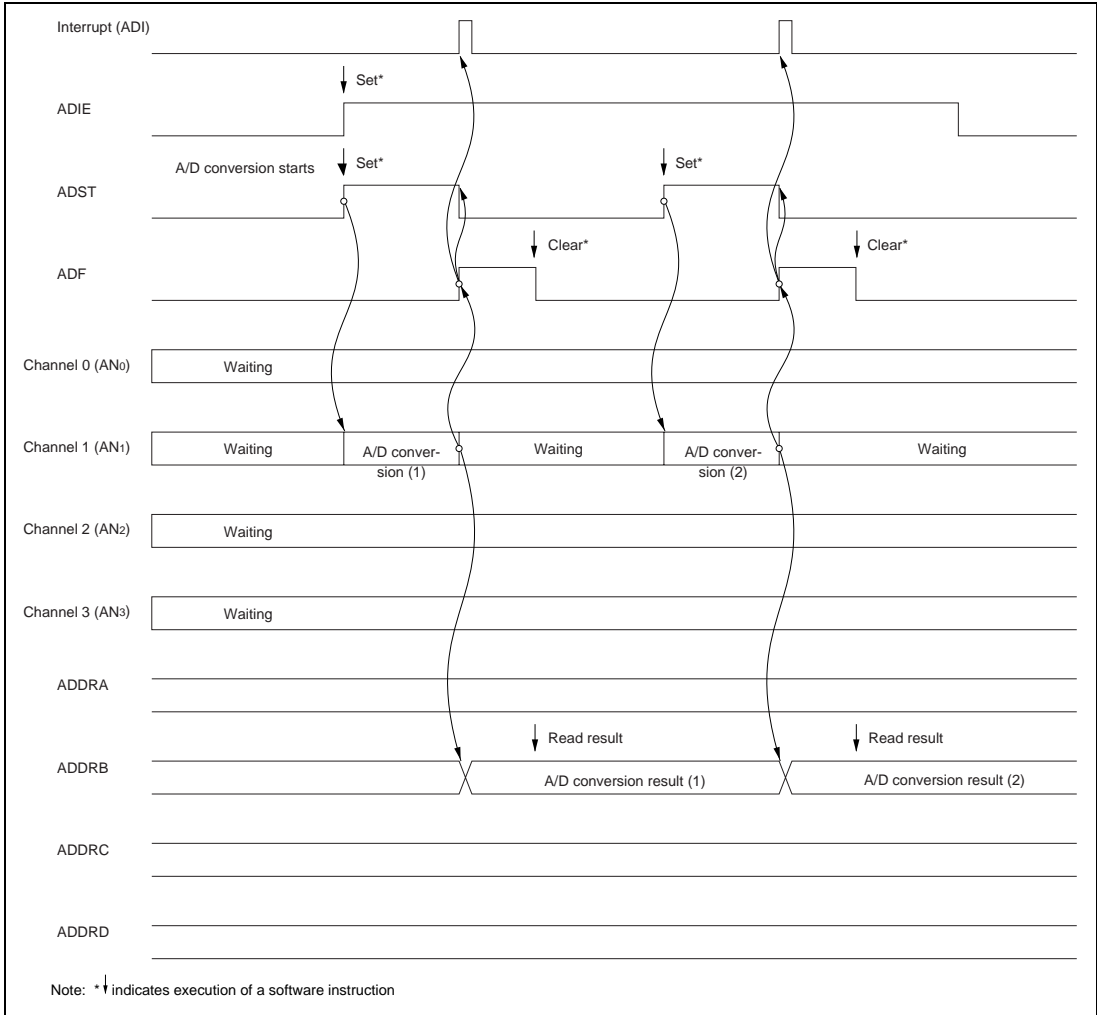 Interrupt (ADI)
Set*
ADIE
A/D conversion starts
Set*
Set*
ADST
Clear*
Clear*
ADF
Channel 0 (AN0)
Waiting
Channel 1 (AN1)
Waiting
A/D conver-
sion (1)
Waiting
A/D conver-
sion (2)
Waiting
Channel 2 (AN2)
Waiting
Channel 3 (AN3)
Waiting
ADDRA
Read result
Read result
ADDRB
A/D conversion result (1)
A/D conversion result (2)
ADDRC
ADDRD
Note: *↓ indicates execution of a software instruction